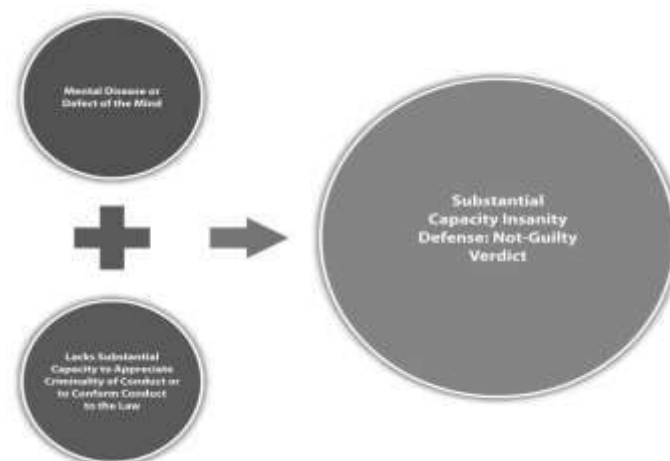 Mental Disease or
Defect of the Mind
Lacks Substantial
Capacity to Appreciate
Criminality of Conduct or
to Conform Conduct
to the Law
Substantial
Capacity Insanity
Defense: Not-Guilty
Verdict